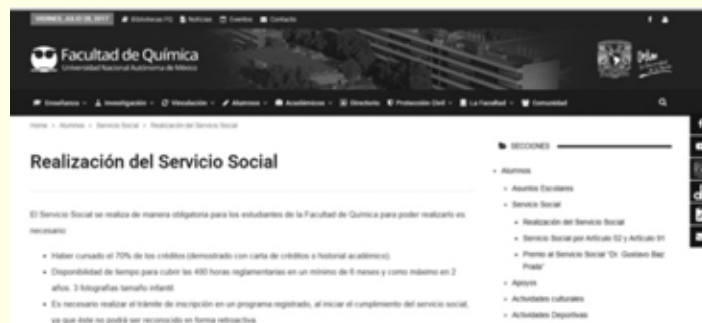 VIERNES, JULIO 28, 2017 Bibliotecas FQ Noticias Eventos Contacto
Facultad de Química
Universidad Nacional Autónoma de México
Enseñanza Investigación Vinculación Alumnos Académicos Directorio Protección Civil La Facultad Comunidad
Home > Alumnos > Servicio Social > Realización del Servicio Social
Realización del Servicio Social
El Servicio Social se realiza de manera obligatoria para los estudiantes de la Facultad de Química para poder realizarlo es
necesario:
Haber cursado el 70% de los créditos (demostrado con carta de créditos o historial académico).
Disponibilidad de tiempo para cubrir las 480 horas reglamentarias en un mínimo de 6 meses y como máximo en 2
años. 3 fotografías tamaño infantil.
Es necesario realizar el trámite de inscripción en un programa registrado, al iniciar el cumplimiento del servicio social,
ya que éste no podrá ser reconocido en forma retroactiva.
SECCIONES
Alumnos
Asuntos Escolares
Servicio Social
Realización del Servicio Social
Servicio Social por Artículo 52 y Artículo 91
Premio al Servicio Social "Dr. Gustavo Baz
Prada"
Apoyos
Actividades culturales
Actividades Deportivas